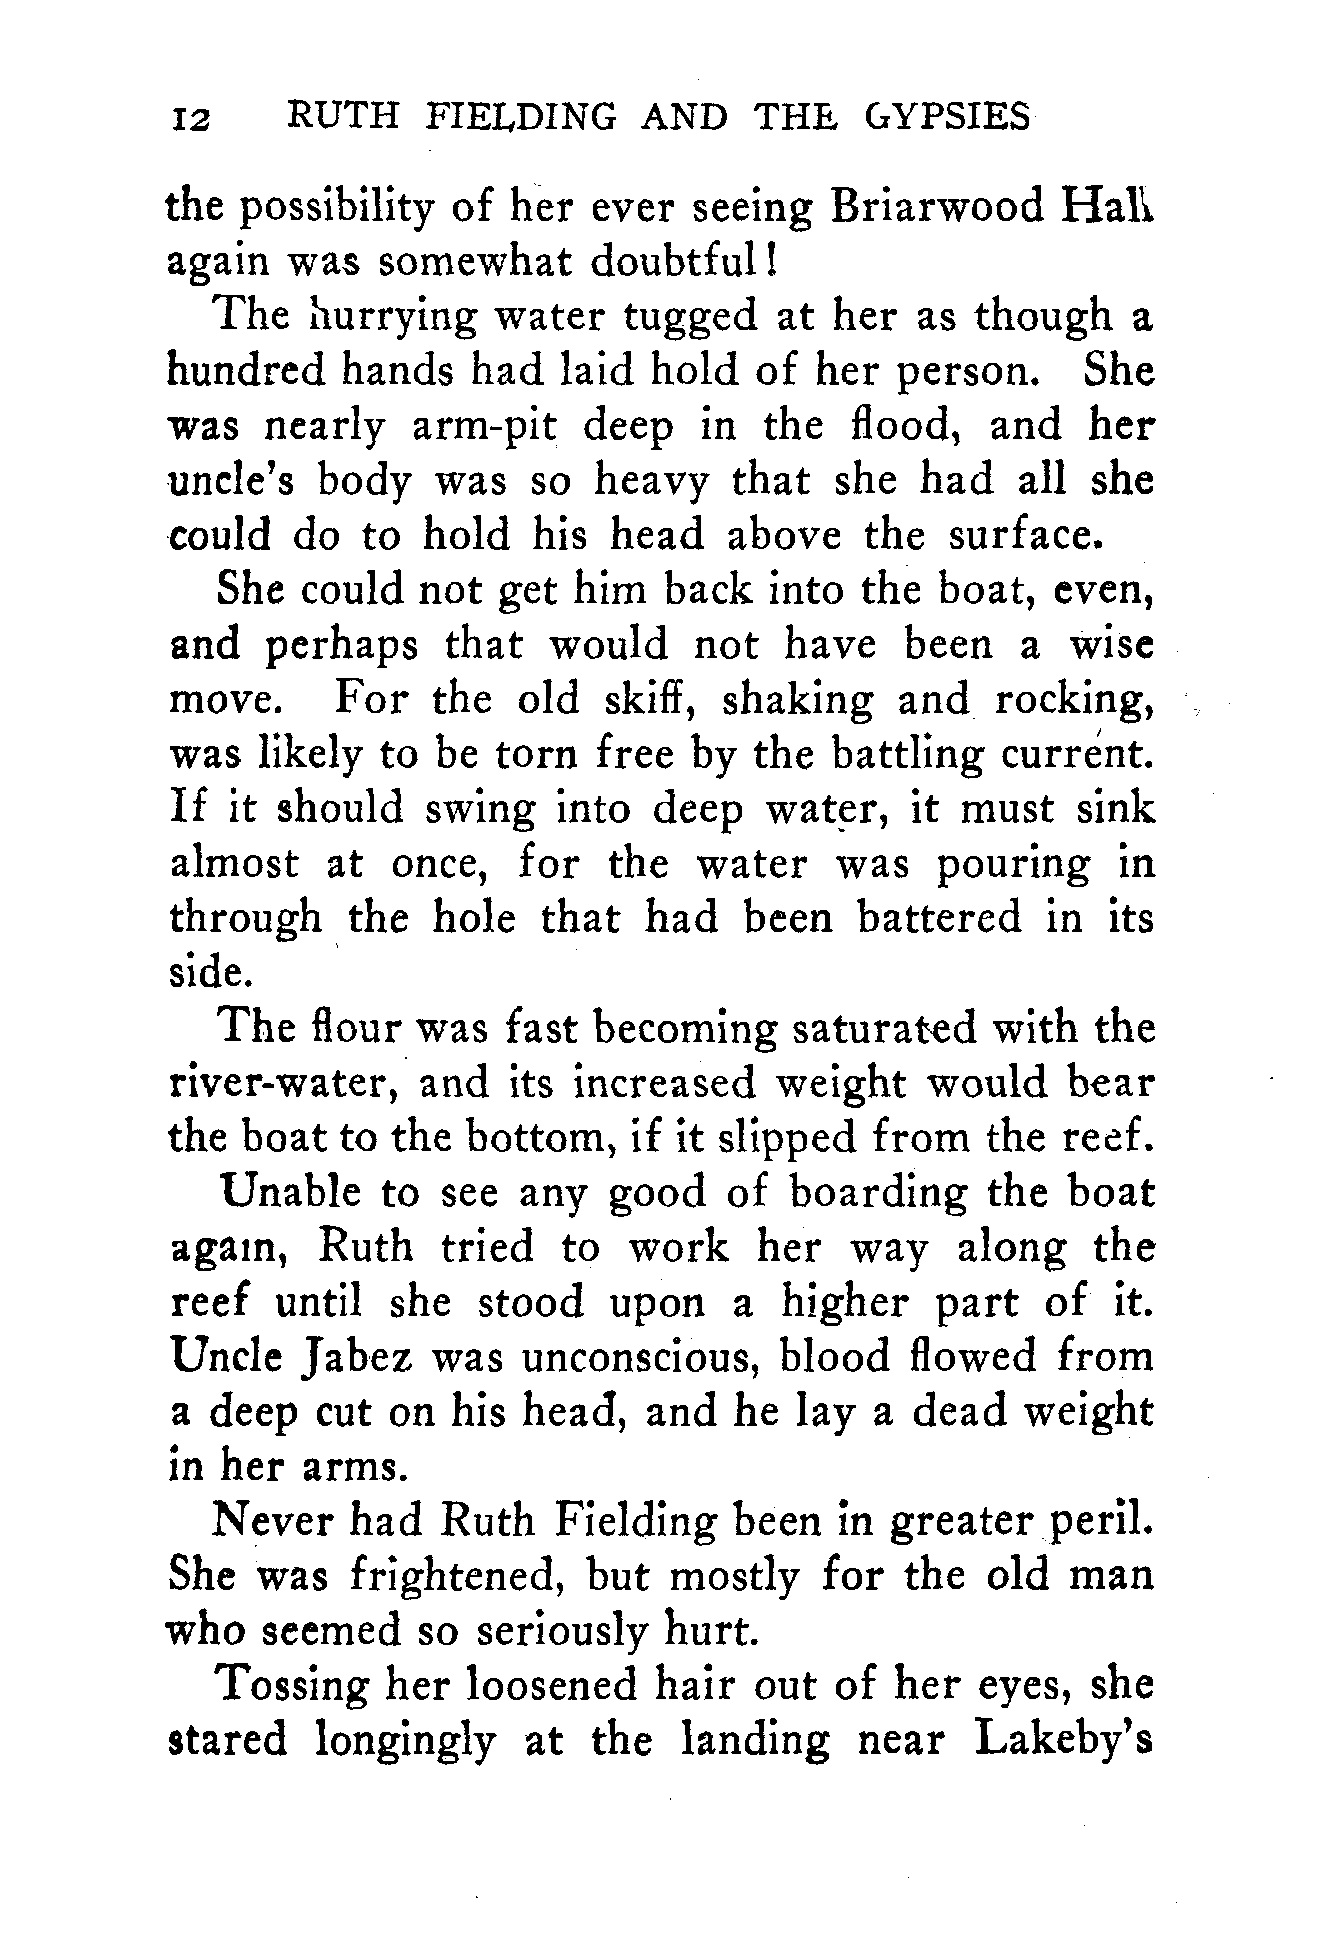 12 RUTH FIELDING AND THE GYPSIES
the possibility of her ever seeing Briarwood Hall
again was somewhat doubtful!
The hurrying water tugged at her as though a
hundred hands had laid hold of her person. She
was nearly arm-pit deep in the flood, and her
uncle's body was so heavy that she had all she
could do to hold his head above the surface.
She could not get him back into the boat, even,
and perhaps that would not have been a wise
move. For the old skiff, shaking and rocking,
was likely to be torn free by the battling current.
If it should swing into deep water, it must sink
almost at once, for the water was pouring in
through the hole that had been battered in its
side.
The flour was fast becoming saturated with the
river-water, and its increased weight would bear
the boat to the bottom, if it slipped from the reef.
Unable to see any good of boarding the boat
again, Ruth tried to work her way along the
reef until she stood upon a higher part of it.
Uncle Jabez was unconscious, blood flowed from
a deep cut on his head, and he lay a dead weight
in her arms.
Never had Ruth Fielding been in greater peril.
She was frightened, but mostly for the old man
who seemed so seriously hurt.
Tossing her loosened hair out of her eyes, she
stared longingly at the landing near Lakeby's